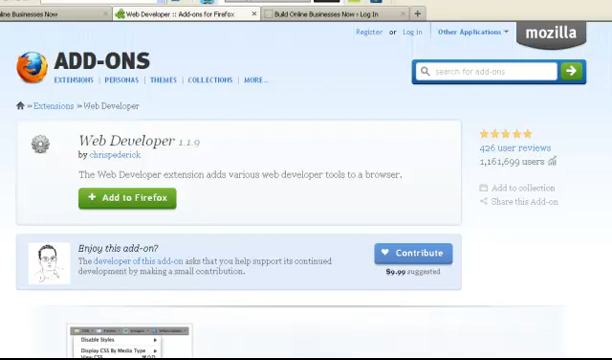 nline Businesses Now
Web Developer :: Add-ons for Firefox
Build Online Businesses Now › Log In
Register or Log in
Other Applications
mozilla
ADD-ONS
EXTENSIONS | PERSONAS | THEMES | COLLECTIONS | MORE…
search for add-ons
» Extensions » Web Developer
Web Developer 1.1.9
by chrispederick
The Web Developer extension adds various web developer tools to a browser.
Add to Firefox
426 user reviews
1,161,699 users
Add to collection
Share this Add-on
Enjoy this add-on?
The developer of this add-on asks that you help support its continued
development by making a small contribution.
Contribute
$9.99 suggested
Disable Styles
Display CSS By Media Type
View CSS